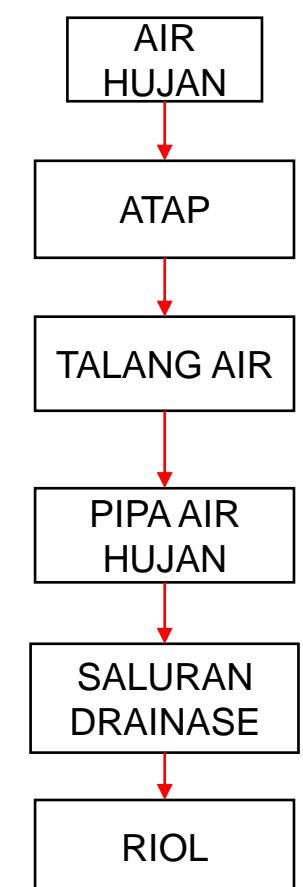 AIR
HUJAN
ATAP
TALANG AIR
PIPA AIR
HUJAN
SALURAN
DRAINASE
RIOL